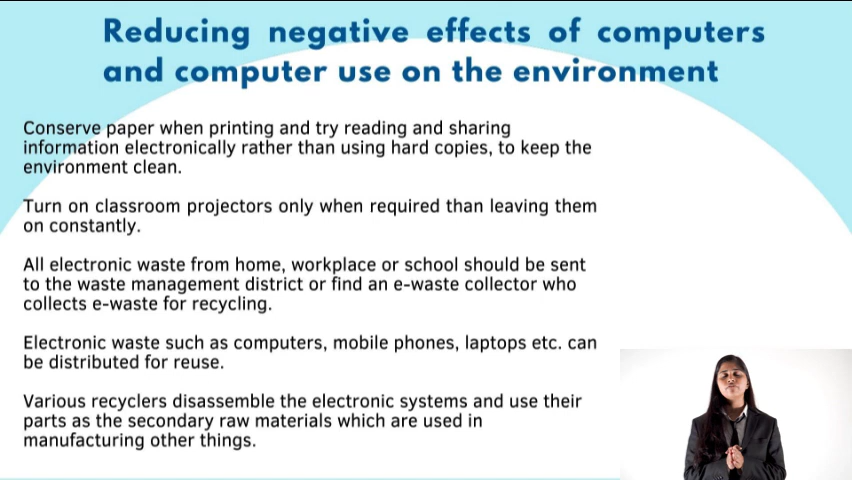 Reducing negative effects of computers
and computer use on the environment
Conserve paper when printing and try reading and sharing
information electronically rather than using hard copies, to keep the
environment clean.
Turn on classroom projectors only when required than leaving them
on constantly.
All electronic waste from home, workplace or school should be sent
to the waste management district or find an e-waste collector who
collects e-waste for recycling.
Electronic waste such as computers, mobile phones, laptops etc. can
be distributed for reuse.
Various recyclers disassemble the electronic systems and use their
parts as the secondary raw materials which are used in
manufacturing other things.